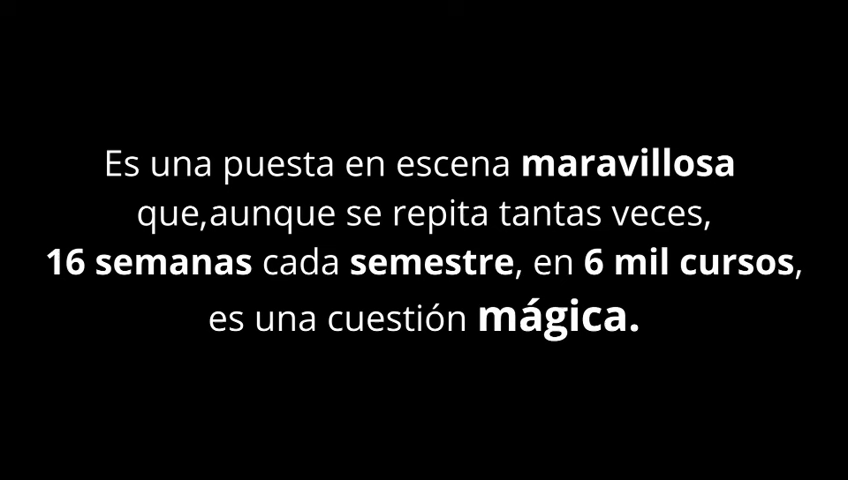 Es una puesta en escena maravillosa
que,aunque se repita tantas veces,
16 semanas cada semestre, en 6 mil cursos,
es una cuestión mágica.